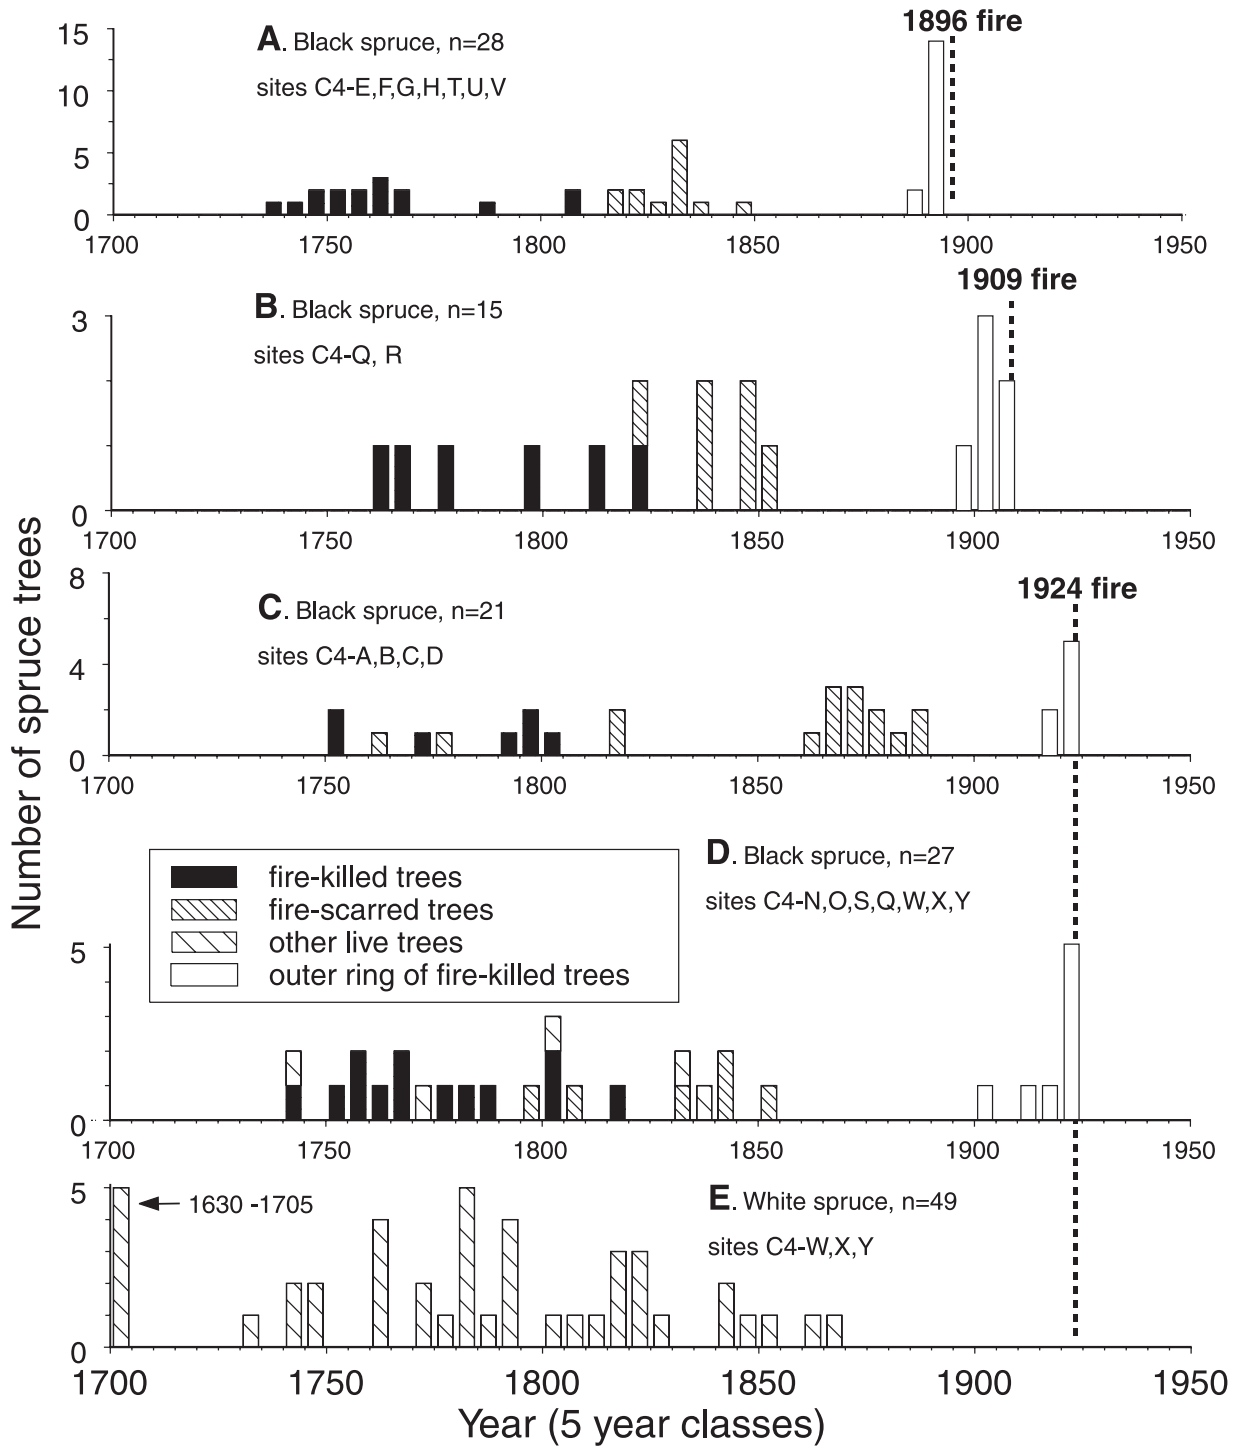 1896 fire
A. Black spruce, n=28
sites C4-E,F,G,H,T,U,V
15
10
5
0
1700 1750 1800 1850 1900 1950
1909 fire
B. Black spruce, n=15
sites C4-Q, R
3
0
1700 1750 1800 1850 1900 1950
1924 fire
C. Black spruce, n=21
sites C4-A,B,C,D
8
4
0
1700 1750 1800 1850 1900 1950
D. Black spruce, n=27
sites C4-N,O,S,Q,W,X,Y
fire-killed trees
fire-scarred trees
other live trees
outer ring of fire-killed trees
5
0
1700 1750 1800 1850 1900 1950
E. White spruce, n=49
sites C4-W,X,Y
1630 -1705
5
0
1700 1750 1800 1850 1900 1950
Year (5 year classes)
Number of spruce trees